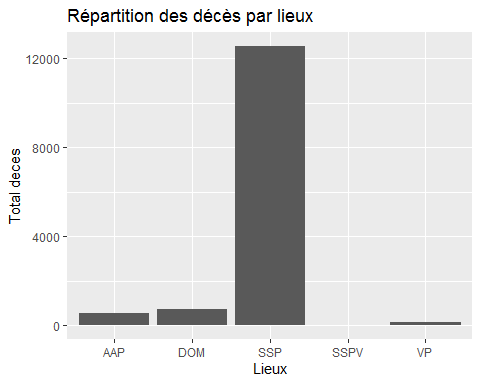 Répartition des décès par lieux
12000
8000
4000
0
Total deces
AAP DOM SSP SSPV VP
Lieux